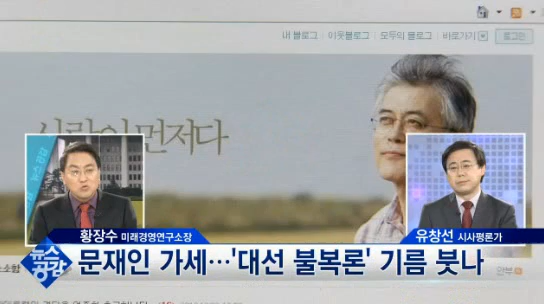 내 블로그 이웃블로그 모두의 블로그 바로가기 로그인
사람이 먼저다
황장수 미래경영연구소장
유창선 시사평론가
뉴스공감
문재인 가세…'대선 불복론' 기름 붓나
안부